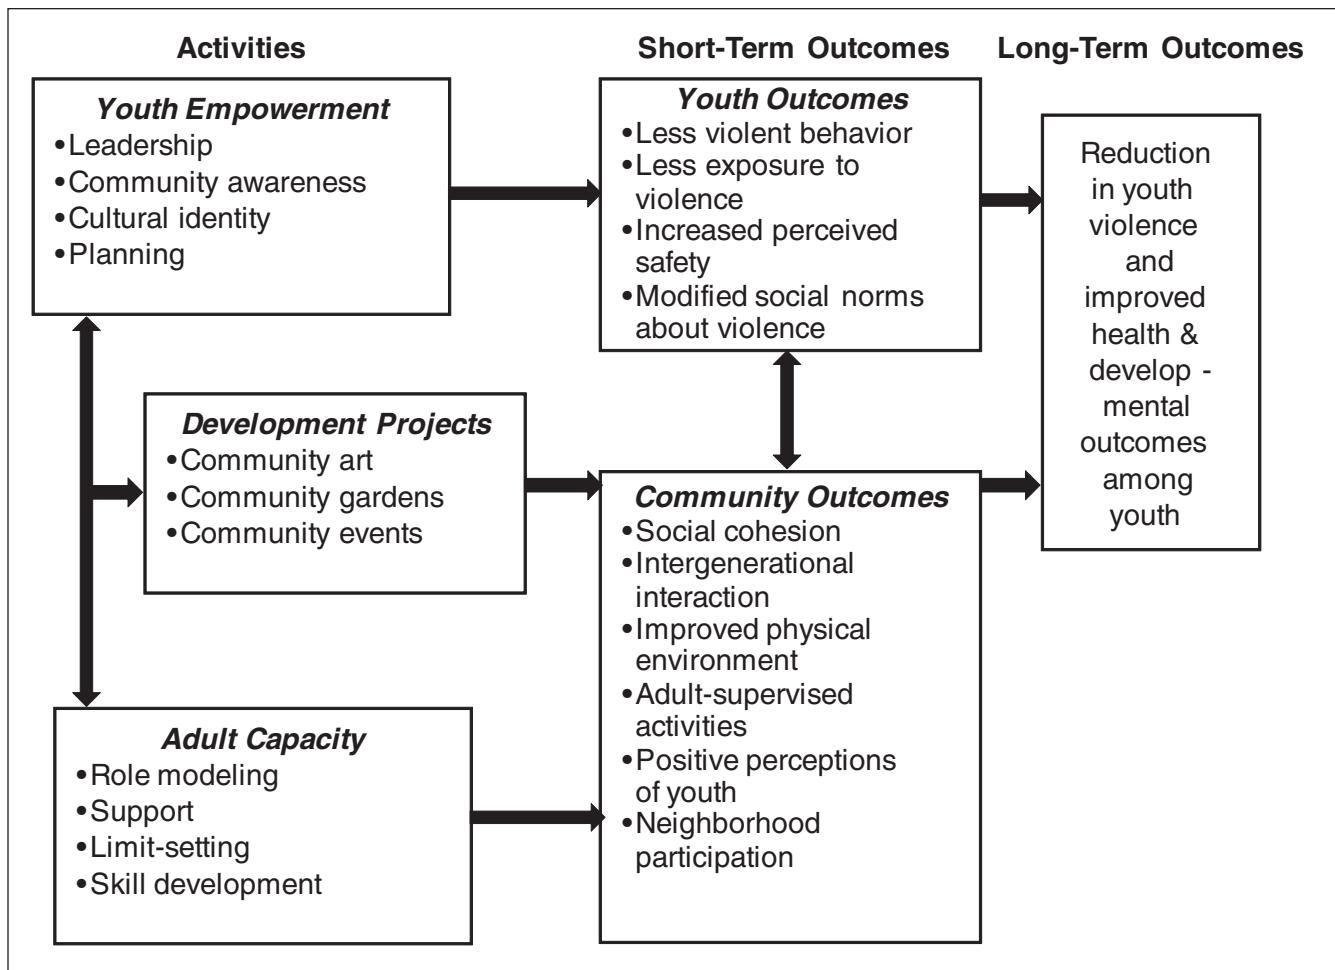 Activities
Short-Term Outcomes
Long-Term Outcomes
Youth Empowerment
•Leadership
•Community awareness
•Cultural identity
•Planning
Development Projects
•Community art
•Community gardens
•Community events
Adult Capacity
•Role modeling
•Support
•Limit-setting
•Skill development
Youth Outcomes
•Less violent behavior
•Less exposure to
violence
•Increased perceived
safety
•Modified social norms
about violence
Community Outcomes
•Social cohesion
•Intergenerational
interaction
•Improved physical
environment
•Adult-supervised
activities
•Positive perceptions
of youth
•Neighborhood
participation
Reduction
in youth
violence
and
improved
health &
develop -
mental
outcomes
among
youth